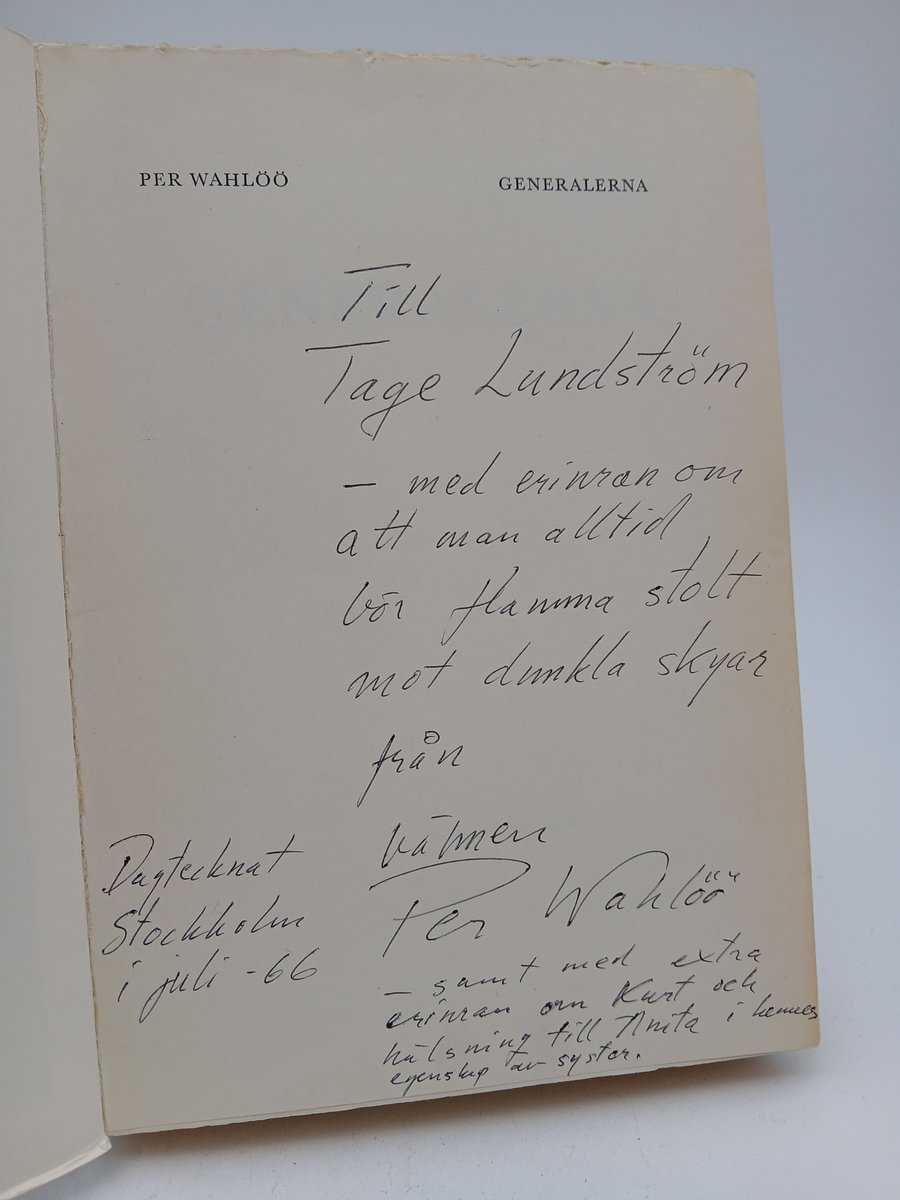 PER WAHLÖÖ
GENERALERNA
Till
Tage Lundström
– med erinran om
att man alltid
bör flamma stolt
mot dunkla skyar
från
vännen
Per Wahlöö
Dagtecknat
Stockholm
i juli -66
– samt med extra
erinran om Kurt och
hälsning till Anita i hennes
egenskap av syster.